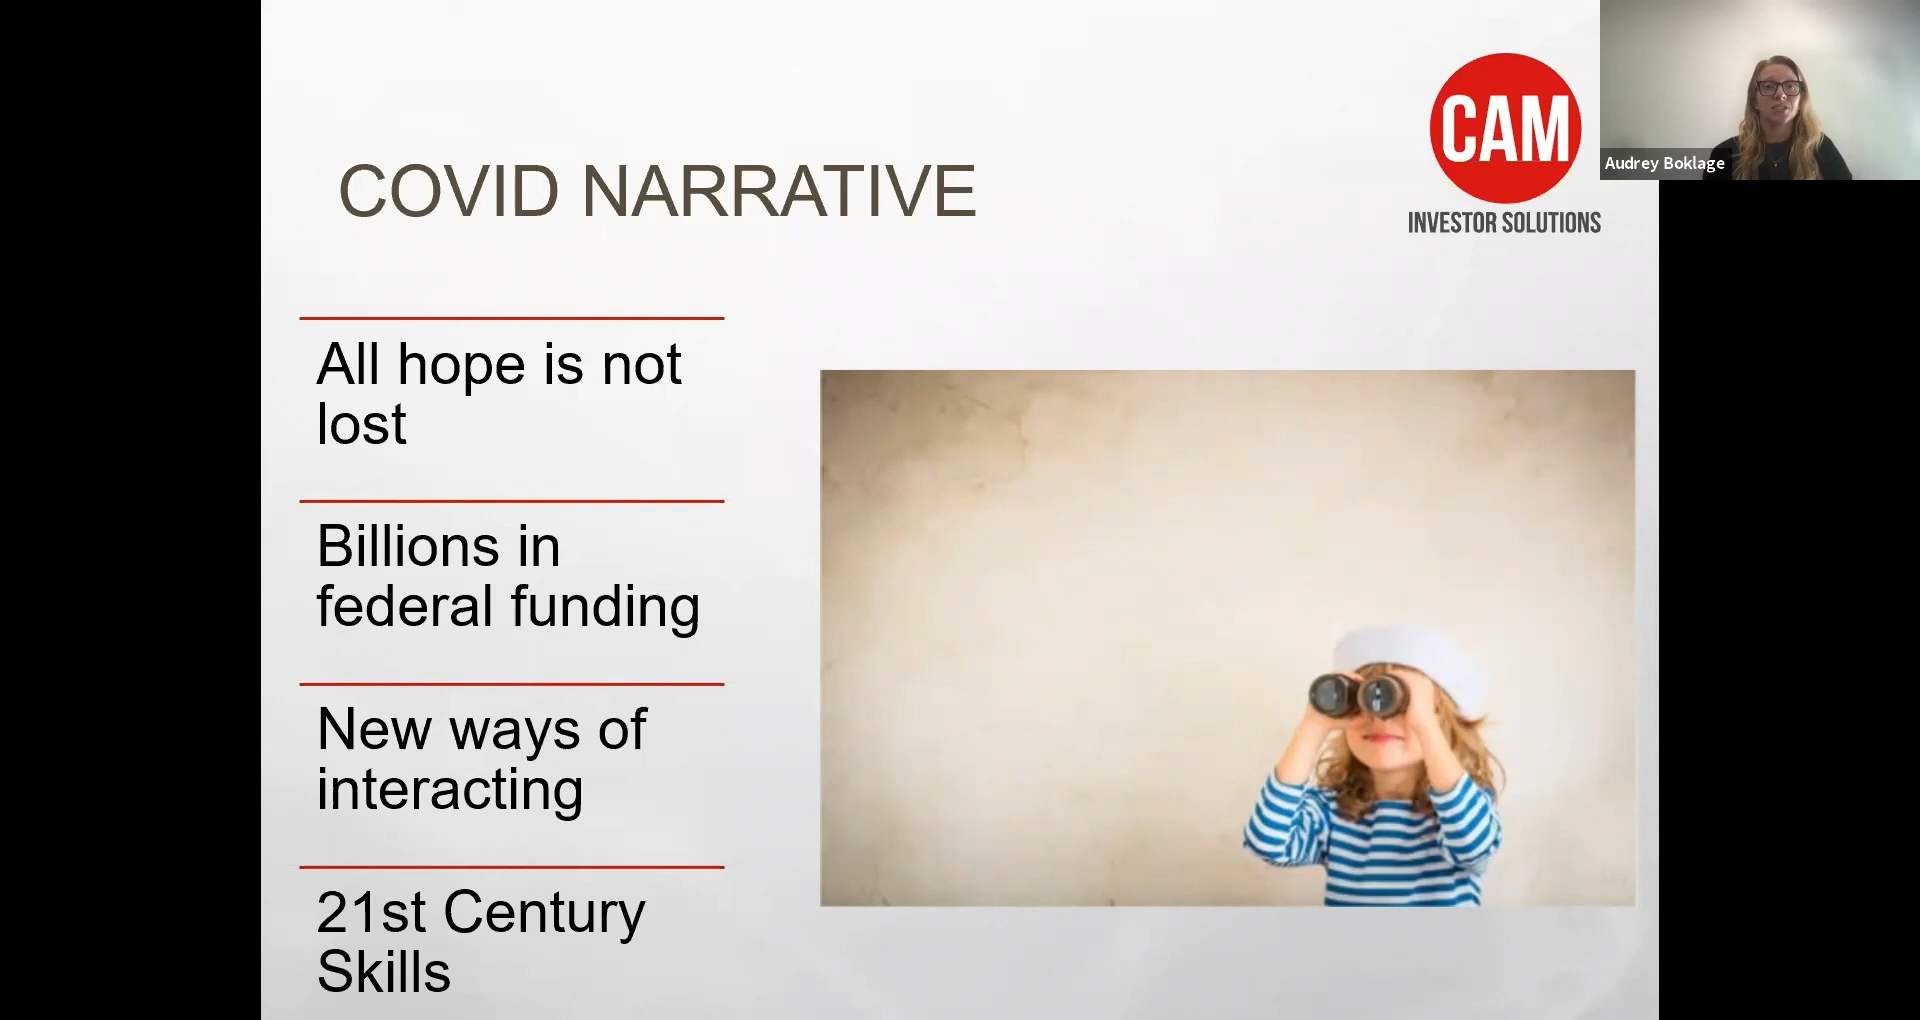 COVID NARRATIVE
CAM
INVESTOR SOLUTIONS
Audrey Boklage
All hope is not
lost
Billions in
federal funding
New ways of
interacting
21st Century
Skills